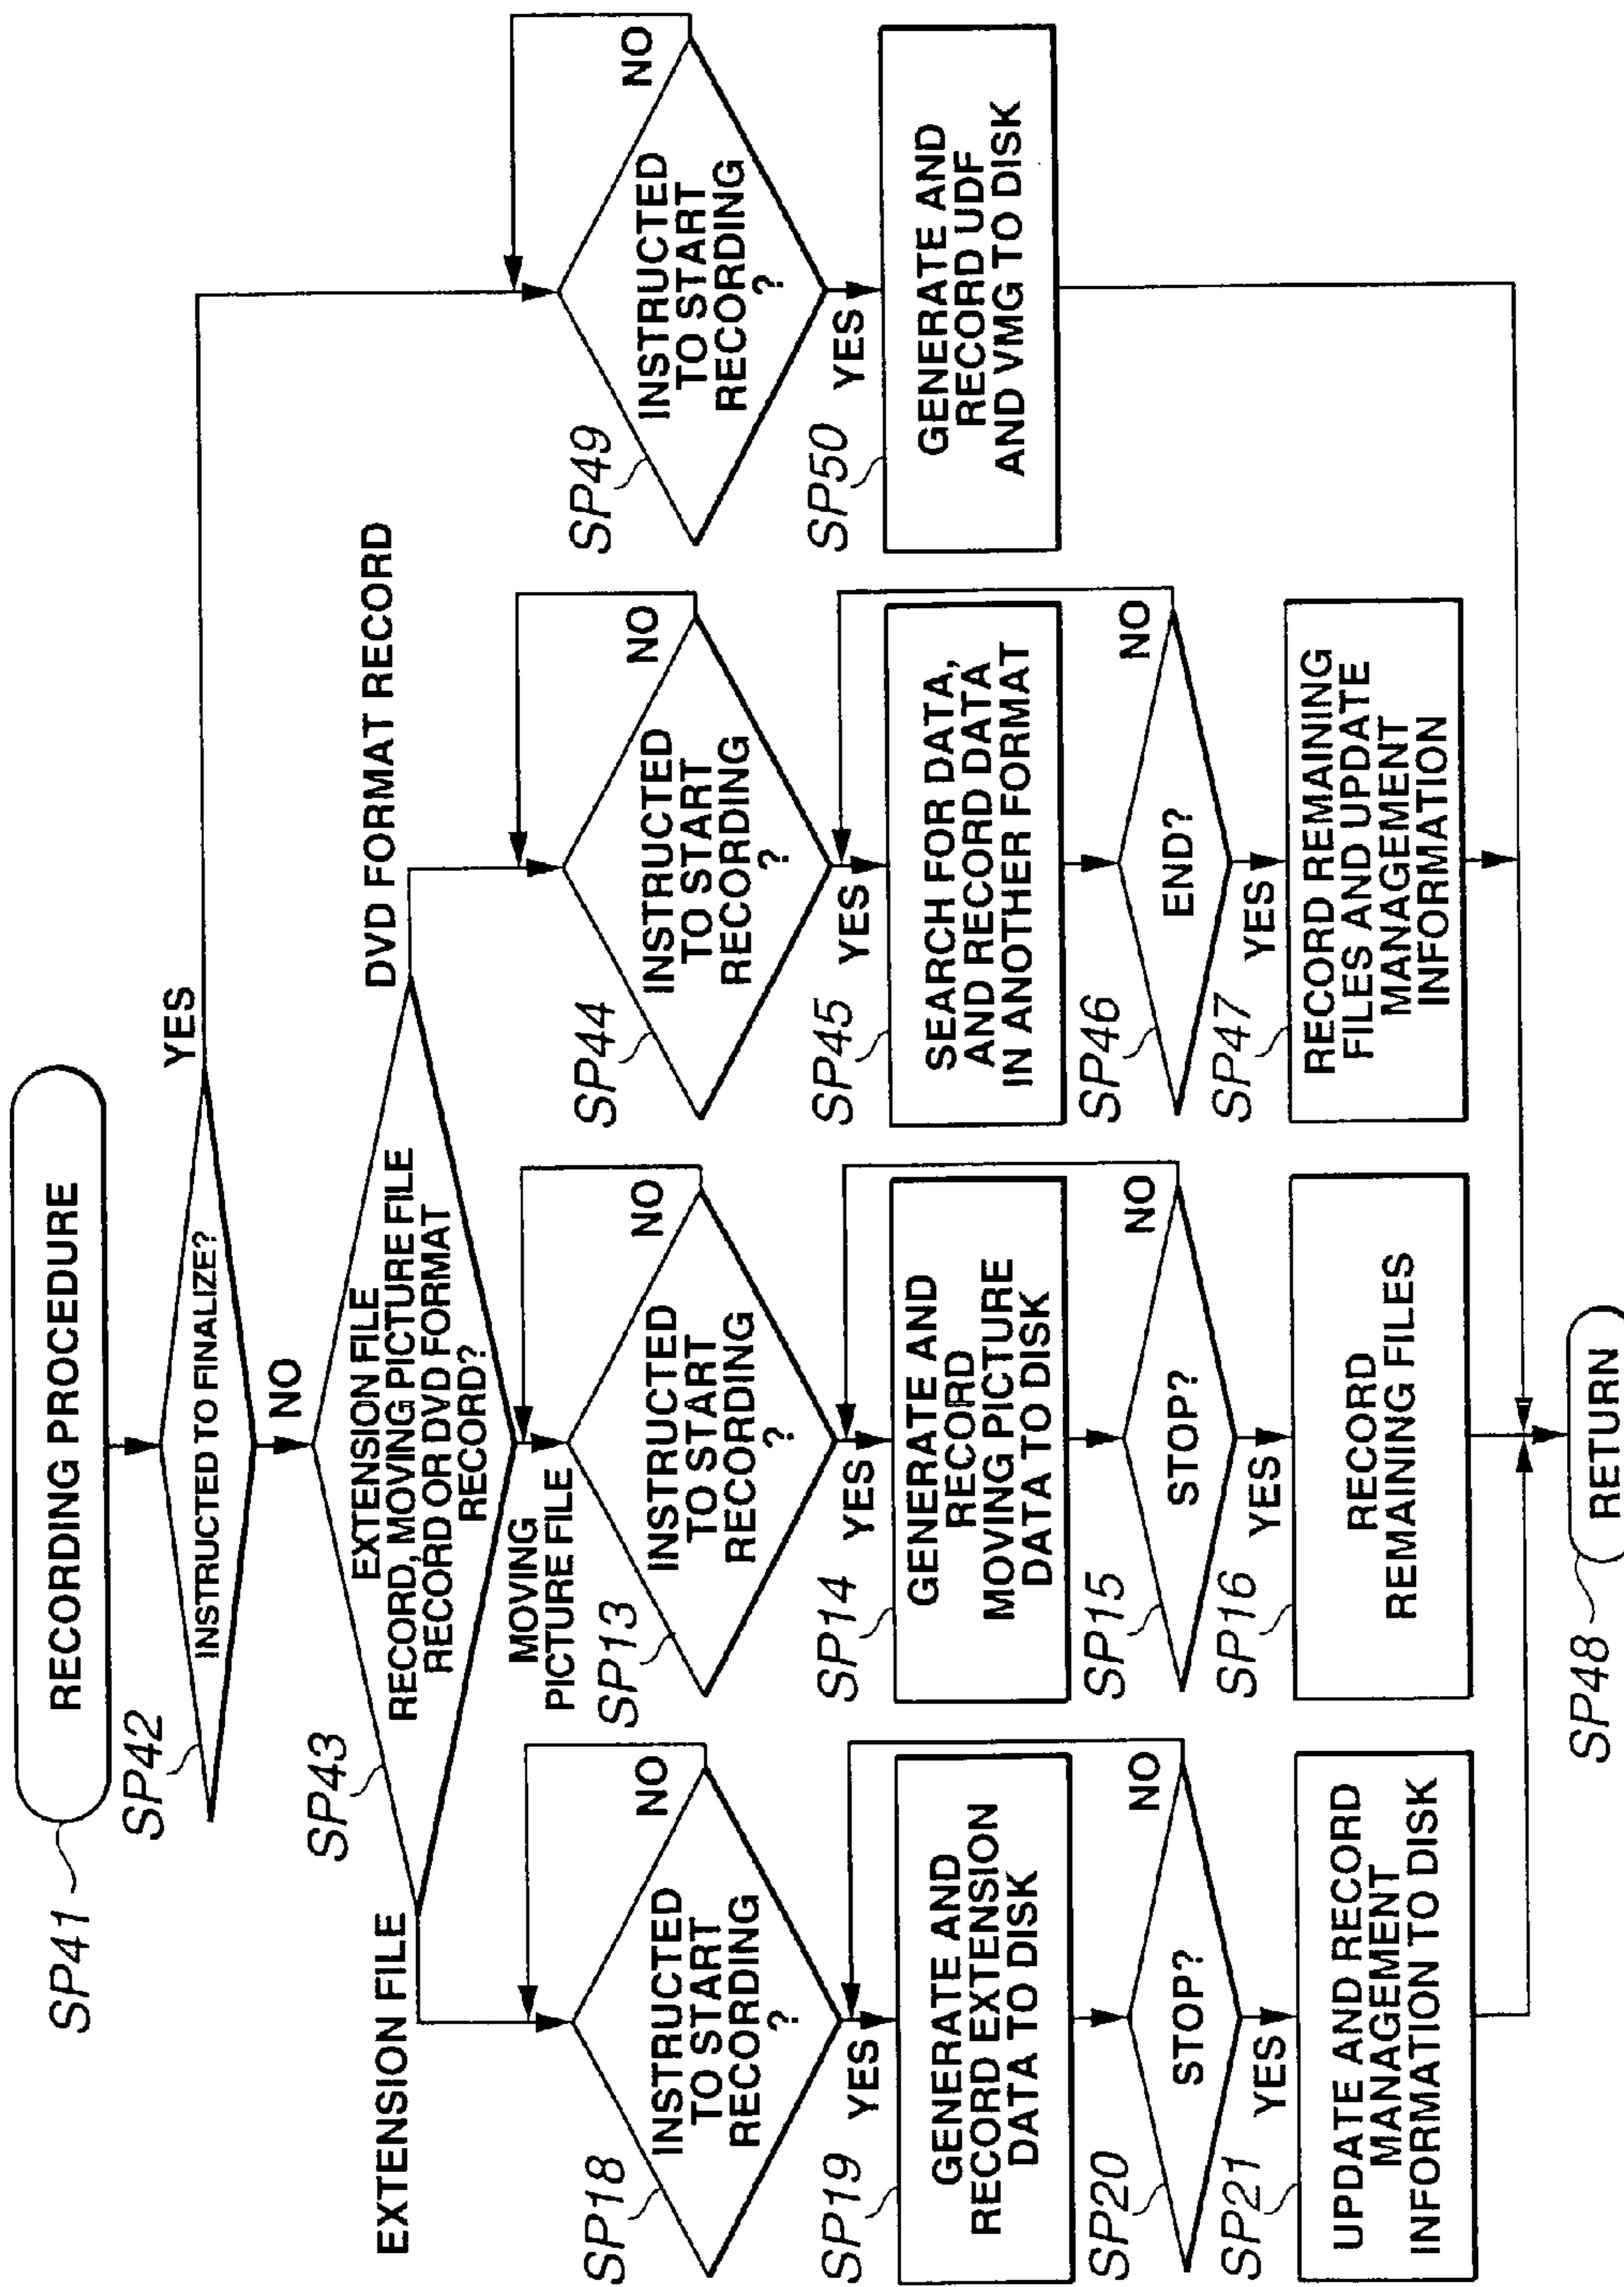 RECORDING PROCEDURE
SP41
SP42
INSTRUCTED TO FINALIZE?
YES
NO
SP43
EXTENSION FILE
RECORD, MOVING PICTURE FILE
RECORD OR DVD FORMAT
RECORD?
EXTENSION FILE
MOVING
PICTURE FILE
DVD FORMAT RECORD
SP18
INSTRUCTED
TO START
RECORDING
?
NO
YES
SP19
GENERATE AND
RECORD EXTENSION
DATA TO DISK
SP20
STOP?
NO
YES
SP21
UPDATE AND RECORD
MANAGEMENT
INFORMATION TO DISK
SP13
INSTRUCTED
TO START
RECORDING
?
NO
YES
SP14
GENERATE AND
RECORD
MOVING PICTURE
DATA TO DISK
SP15
STOP?
NO
YES
SP16
RECORD
REMAINING FILES
SP44
INSTRUCTED
TO START
RECORDING
?
NO
YES
SP45
SEARCH FOR DATA,
AND RECORD DATA
IN ANOTHER FORMAT
SP46
END?
NO
YES
SP47
RECORD REMAINING
FILES AND UPDATE
MANAGEMENT
INFORMATION
SP49
INSTRUCTED
TO START
RECORDING
?
NO
YES
SP50
GENERATE AND
RECORD UDF
AND VMG TO DISK
SP48
RETURN